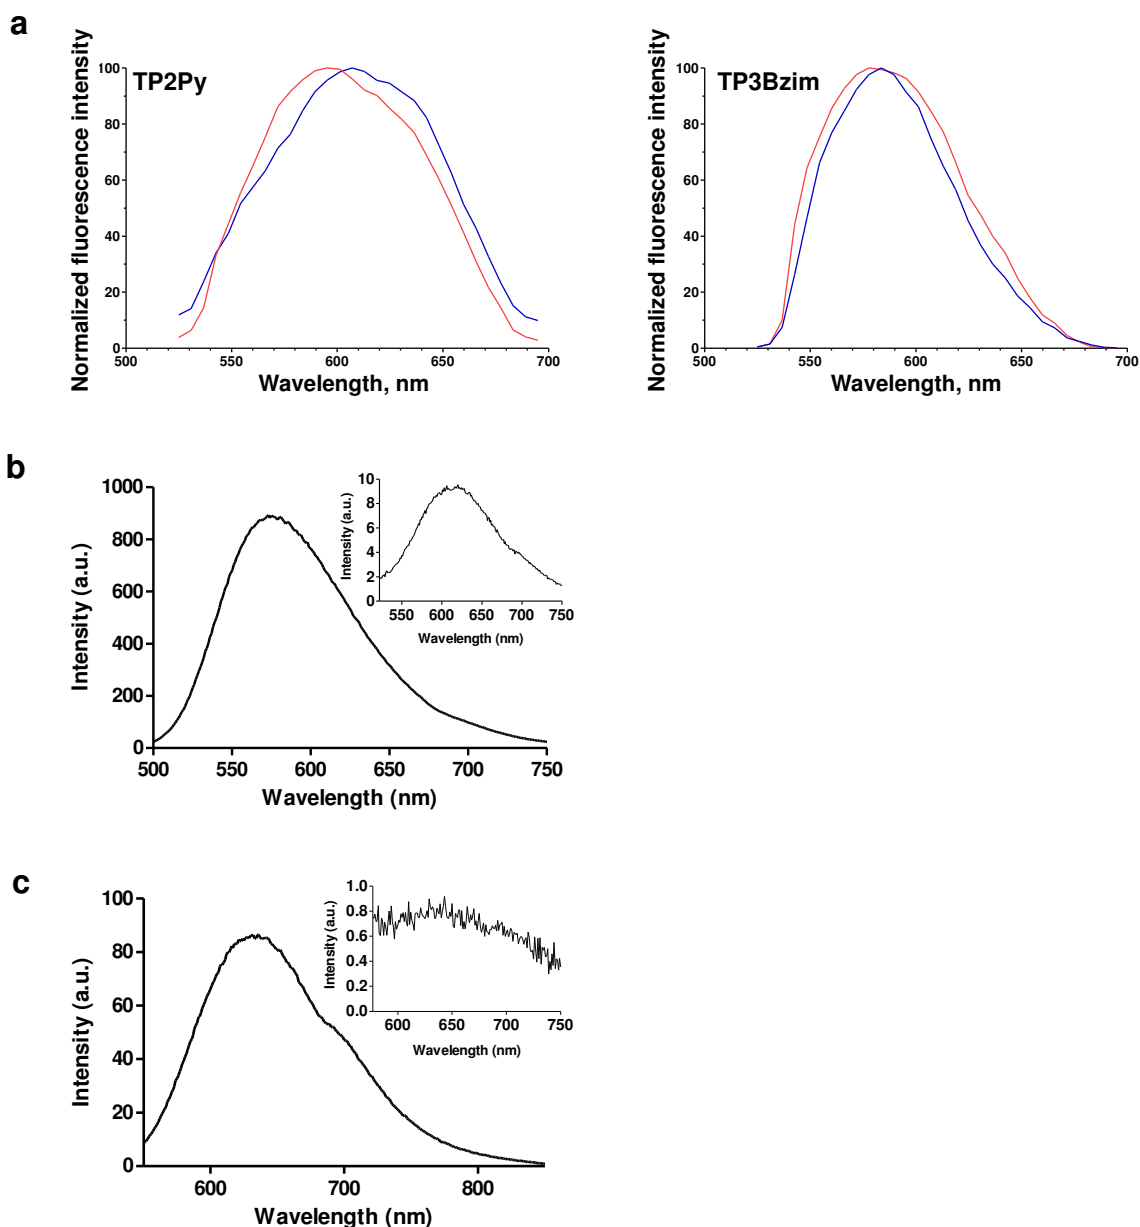 a
Normalized fluorescence intensity
TP2Py
100
80
60
40
20
0
500 550 600 650 700
Wavelength, nm
Normalized fluorescence intensity
TP3Bzim
100
80
60
40
20
0
500 550 600 650 700
Wavelength, nm
b
Intensity (a.u.)
1000
800
600
400
200
0
500 550 600 650 700 750
Wavelength (nm)
Intensity (a.u.)
10
8
6
4
2
0
550 600 650 700 750
Wavelength (nm)
c
Intensity (a.u.)
100
80
60
40
20
0
600 700 800
Wavelength (nm)
Intensity (a.u.)
1.0
0.8
0.6
0.4
0.2
0.0
600 650 700 750
Wavelength (nm)